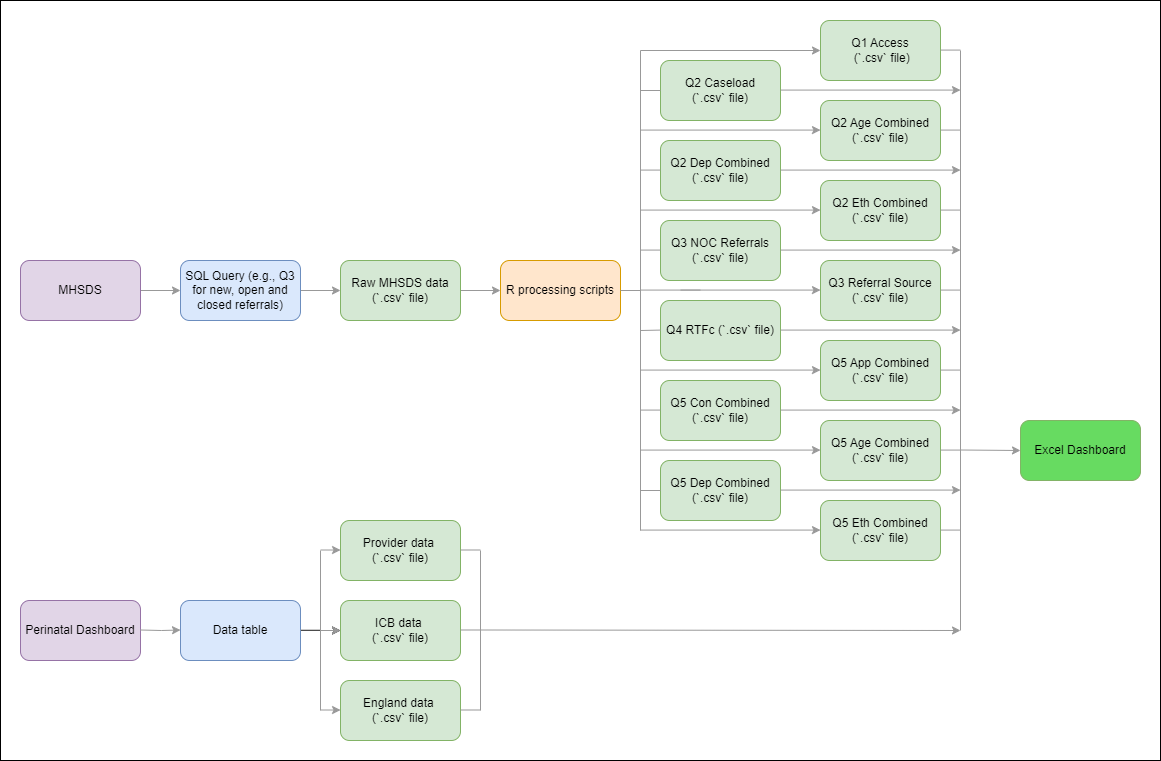 Q1 Access
(`.csv` file)
Q2 Caseload
(`.csv` file)
Q2 Age Combined
(`.csv` file)
Q2 Dep Combined
(`.csv` file)
Q2 Eth Combined
(`.csv` file)
Q3 NOC Referrals
(`.csv` file)
MHSDS
SQL Query (e.g., Q3
for new, open and
closed referrals)
Raw MHSDS data
(`.csv` file)
R processing scripts
Q3 Referral Source
(`.csv` file)
Q4 RTFc (`.csv` file)
Q5 App Combined
(`.csv` file)
Q5 Con Combined
(`.csv` file)
Q5 Age Combined
(`.csv` file)
Excel Dashboard
Q5 Dep Combined
(`.csv` file)
Q5 Eth Combined
(`.csv` file)
Provider data
(`.csv` file)
Perinatal Dashboard
Data table
ICB data
(`.csv` file)
England data
(`.csv` file)